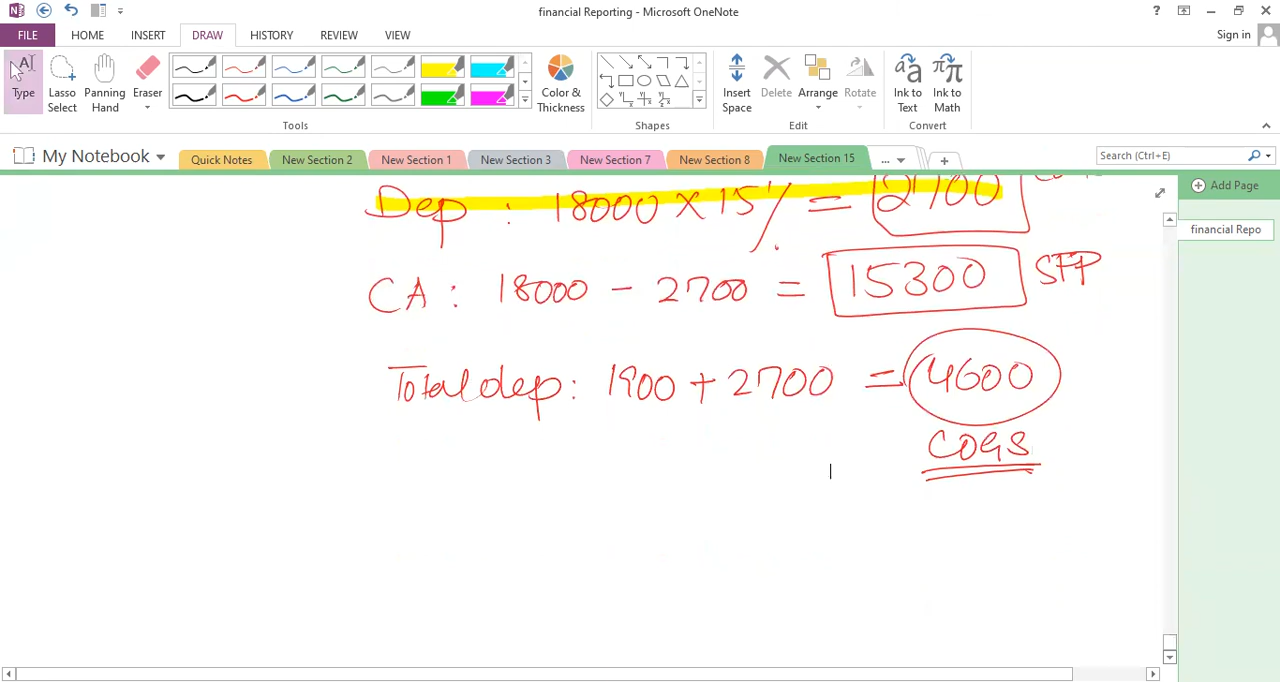 financial Reporting - Microsoft OneNote
?
FILE HOME INSERT DRAW HISTORY REVIEW VIEW
Sign in
Type
Lasso Select
Panning Hand
Eraser
Color & Thickness
Insert Space
Delete
Arrange
Rotate
Ink to Text
Ink to Math
Tools
Shapes
Edit
Convert
My Notebook
Quick Notes
New Section 2
New Section 1
New Section 3
New Section 7
New Section 8
New Section 15
...
Search (Ctrl+E)
Add Page
financial Repo
Dep : 18000 × 15% = 2700
CA : 18000 - 2700 = 15300 SFP
Total dep : 1900 + 2700 = 4600
COGS